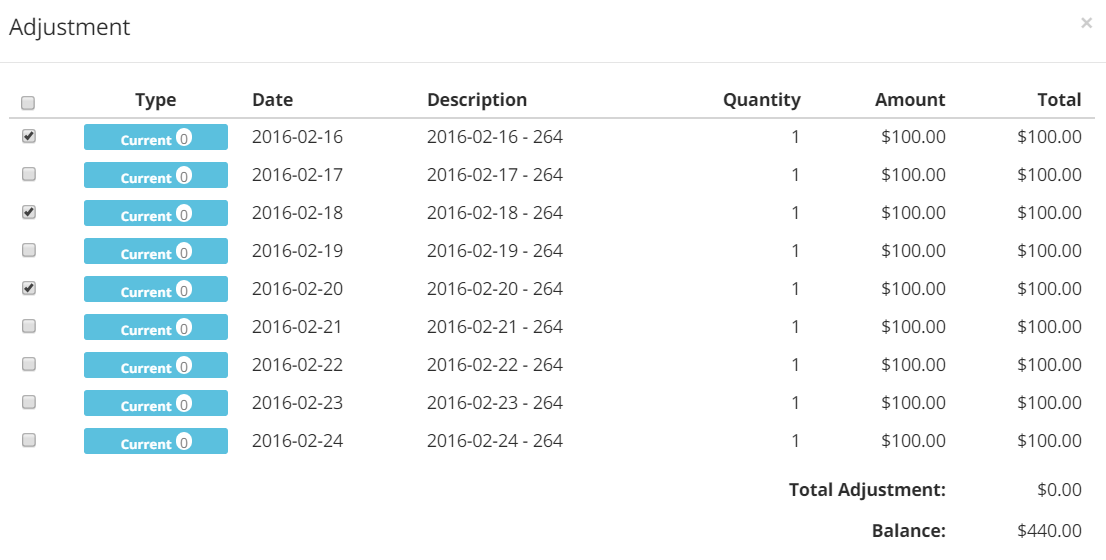 Adjustment ×
Type Date Description Quantity Amount Total
Current 0 2016-02-16 2016-02-16 - 264 1 $100.00 $100.00
Current 0 2016-02-17 2016-02-17 - 264 1 $100.00 $100.00
Current 0 2016-02-18 2016-02-18 - 264 1 $100.00 $100.00
Current 0 2016-02-19 2016-02-19 - 264 1 $100.00 $100.00
Current 0 2016-02-20 2016-02-20 - 264 1 $100.00 $100.00
Current 0 2016-02-21 2016-02-21 - 264 1 $100.00 $100.00
Current 0 2016-02-22 2016-02-22 - 264 1 $100.00 $100.00
Current 0 2016-02-23 2016-02-23 - 264 1 $100.00 $100.00
Current 0 2016-02-24 2016-02-24 - 264 1 $100.00 $100.00
Total Adjustment: $0.00
Balance: $440.00